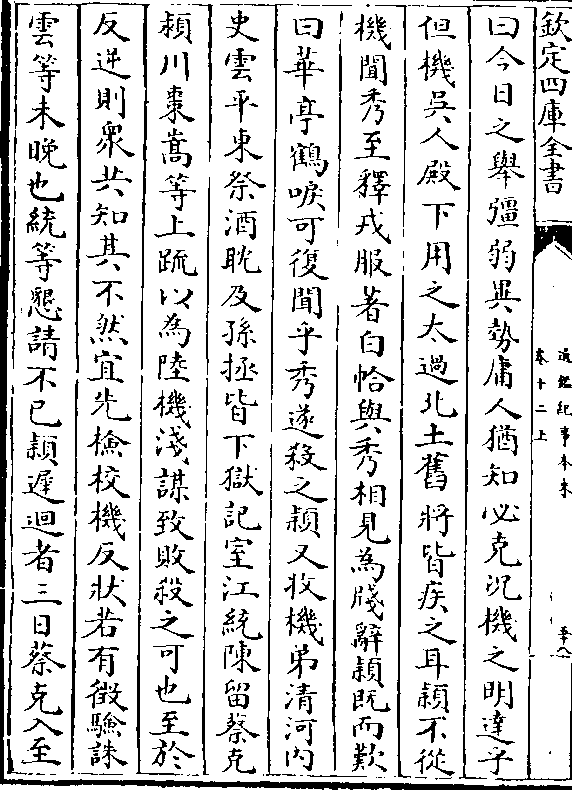 欽定四庫全書
通鑑紀事本末
卷十二上
曰今日之舉彊弱異勢庸人猶知必克况機之明達乎
但機吳人殿下用之太過北土舊將皆疾之耳穎不從
機聞秀至釋戎服著白帢與秀相見為牋辭穎既而歎
曰華亭鶴唳可復聞乎秀遂殺之穎又收機弟清河内
史雲平東祭酒耽及孫拯皆下獄記室江統陳留蔡克
穎川棗嵩等上疏以為陸機淺謀致敗殺之可也至於
反逆則衆共知其不然宜先檢校機反狀若有徵驗誅
雲等未晚也統等懇請不已穎遲迴者三日蔡克入至